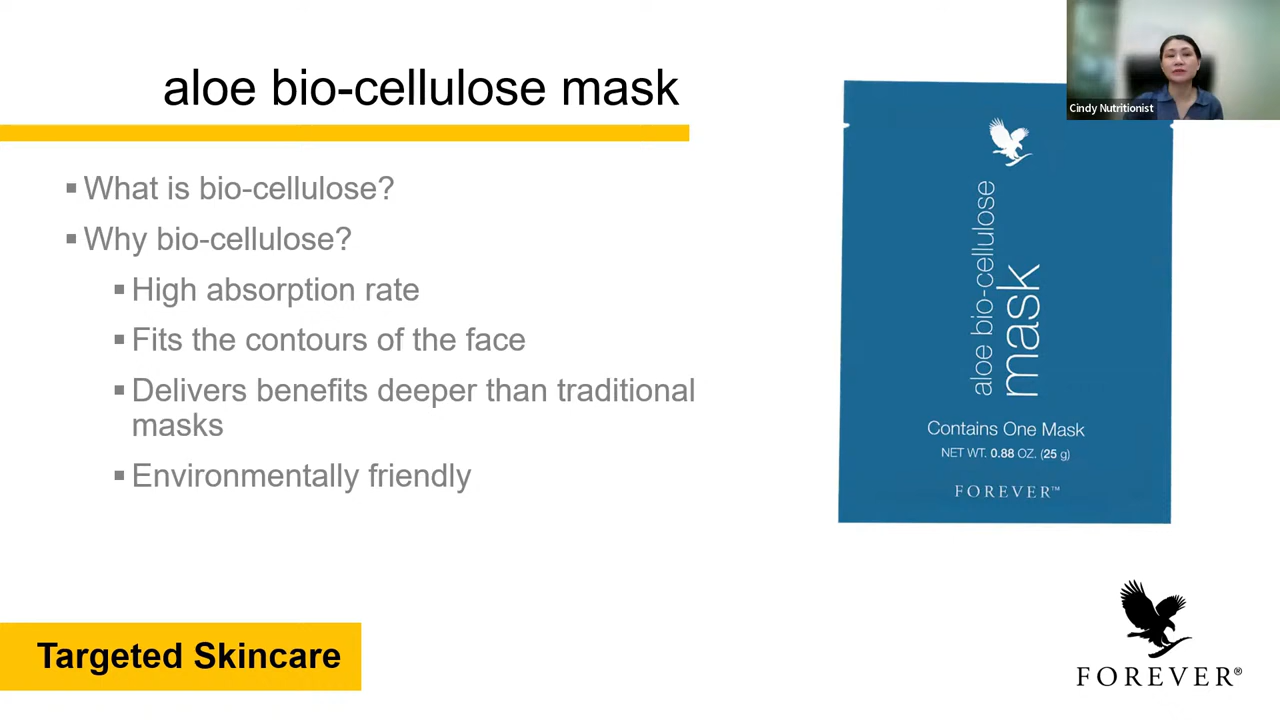 aloe bio-cellulose mask
▪ What is bio-cellulose?
▪ Why bio-cellulose?
▪ High absorption rate
▪ Fits the contours of the face
▪ Delivers benefits deeper than traditional
masks
▪ Environmentally friendly
Targeted Skincare
Cindy Nutritionist
aloe bio-cellulose
mask
Contains One Mask
NET WT. 0.88 OZ. (25 g)
FOREVER™
FOREVER®